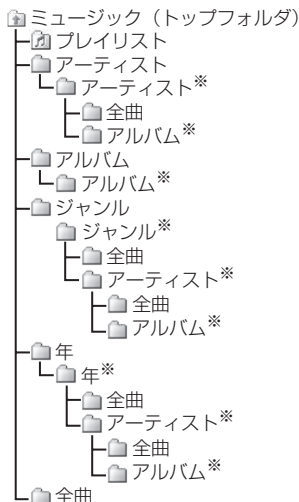 ミュージック（トップフォルダ）
プレイリスト
アーティスト
アーティスト※
全曲
アルバム※
アルバム
アルバム※
ジャンル
ジャンル※
全曲
アーティスト※
全曲
アルバム※
年
年※
全曲
アーティスト※
全曲
アルバム※
全曲